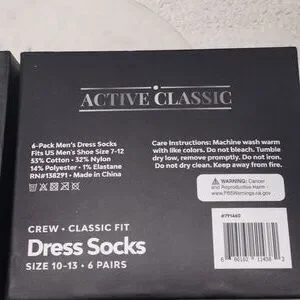 ACTIVE CLASSIC
6-Pack Men's Dress Socks
Fits US Men's Shoe Size 7-12
53% Cotton • 32% Nylon
14% Polyester • 1% Elastane
RN#138291 • Made in China
Care Instructions: Machine wash warm
with like colors. Do not bleach. Tumble
dry low, remove promptly. Do not iron.
Do not dry clean. Keep away from fire.
WARNING: Cancer
and Reproductive Harm -
www.P65Warnings.ca.gov
CREW • CLASSIC FIT
Dress Socks
SIZE 10-13 • 6 PAIRS
#791460